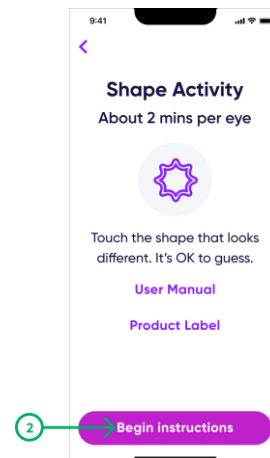 9:41
Shape Activity
About 2 mins per eye
Touch the shape that looks
different. It's OK to guess.
User Manual
Product Label
2
Begin instructions